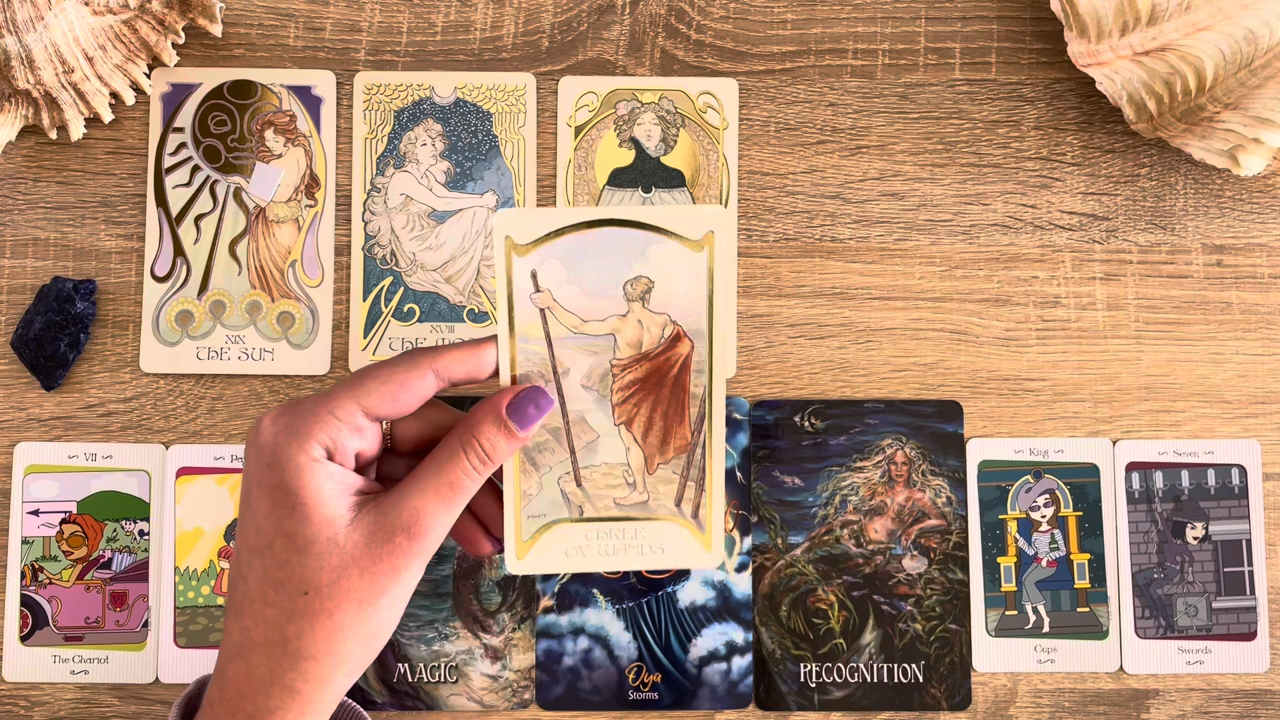 XIX
THE SUN
XVIII
THE
THREE
OF WANDS
MATT
VII
The Chariot
MAGIC
Oya
Storms
RECOGNITION
King
Cups
Seven
Swords